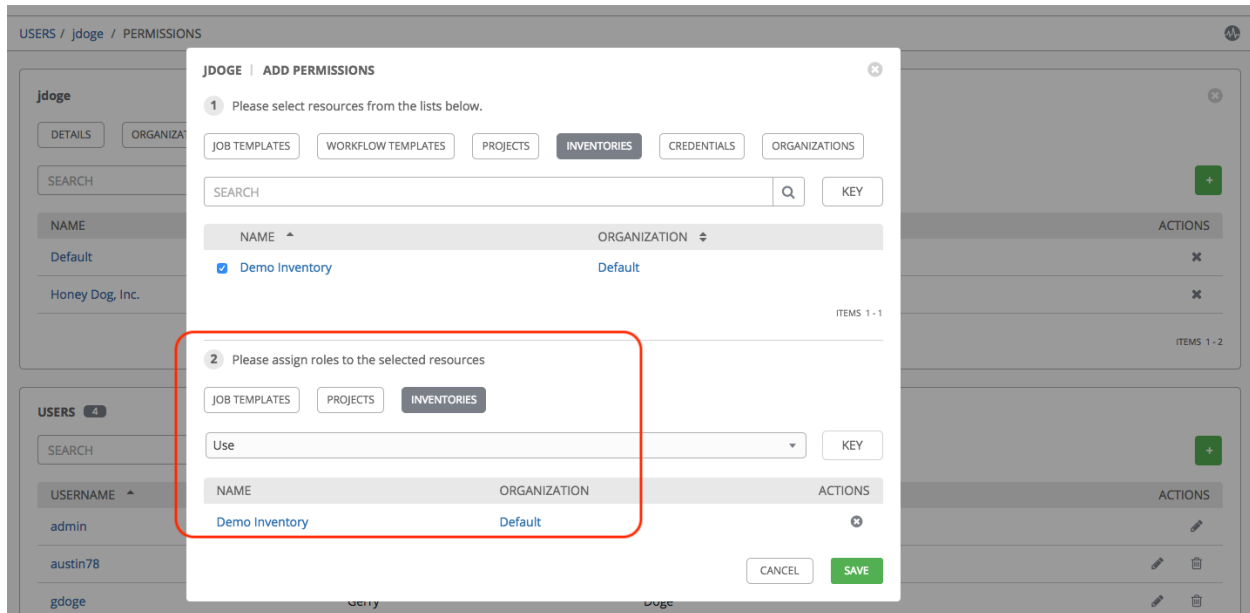 USERS / jdoge / PERMISSIONS
JDOGE | ADD PERMISSIONS
1 Please select resources from the lists below.
JOB TEMPLATES WORKFLOW TEMPLATES PROJECTS INVENTORIES CREDENTIALS ORGANIZATIONS
SEARCH KEY
NAME ORGANIZATION
Demo Inventory Default
ITEMS 1 - 1
2 Please assign roles to the selected resources
JOB TEMPLATES PROJECTS INVENTORIES
Use KEY
NAME ORGANIZATION ACTIONS
Demo Inventory Default
CANCEL SAVE
jdoge
DETAILS ORGANIZAT
SEARCH +
NAME ACTIONS
Default
Honey Dog, Inc.
ITEMS 1 - 2
USERS 4
SEARCH +
USERNAME ACTIONS
admin
austin78
gdoge Gerry Doge